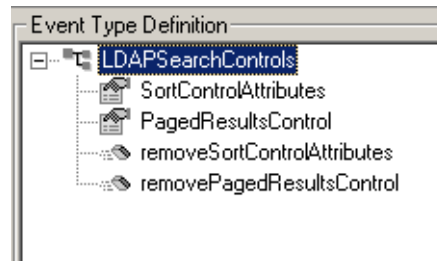 Event Type Definition
LDAPSearchControls
SortControlAttributes
PagedResultsControl
removeSortControlAttributes
removePagedResultsControl